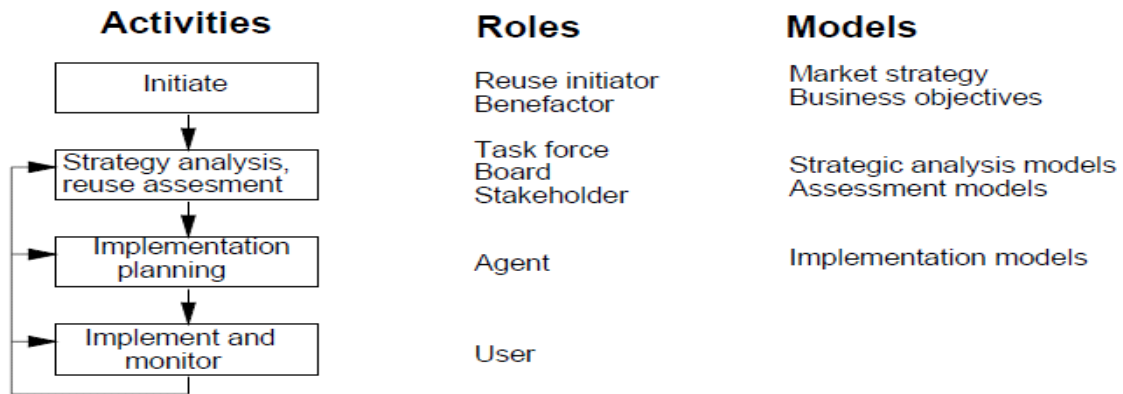 Activities
Roles
Models
Initiate
Reuse initiator
Benefactor
Market strategy
Business objectives
Strategy analysis,
reuse assesment
Task force
Board
Stakeholder
Strategic analysis models
Assessment models
Implementation
planning
Agent
Implementation models
Implement and
monitor
User